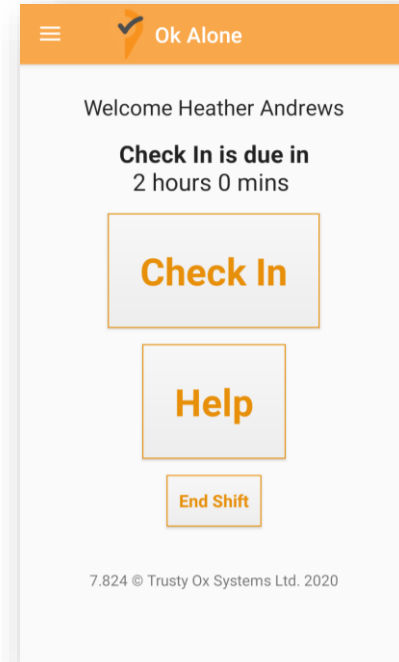 Ok Alone
Welcome Heather Andrews
Check In is due in
2 hours 0 mins
Check In
Help
End Shift
7.824 © Trusty Ox Systems Ltd. 2020